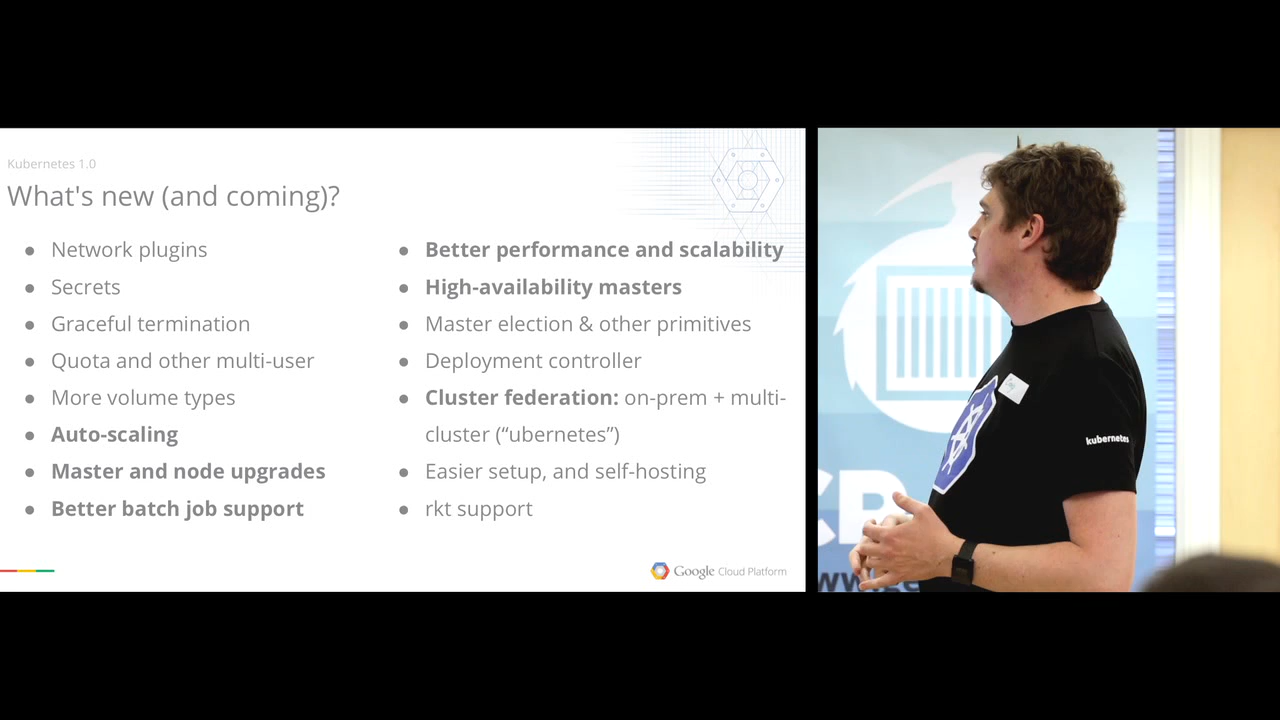 Kubernetes 1.0
What's new (and coming)?
● Network plugins
● Secrets
● Graceful termination
● Quota and other multi-user
● More volume types
● Auto-scaling
● Master and node upgrades
● Better batch job support
● Better performance and scalability
● High-availability masters
● Master election & other primitives
● Deployment controller
● Cluster federation: on-prem + multi-
cluster (“ubernetes”)
● Easier setup, and self-hosting
● rkt support
Google Cloud Platform
kubernetes